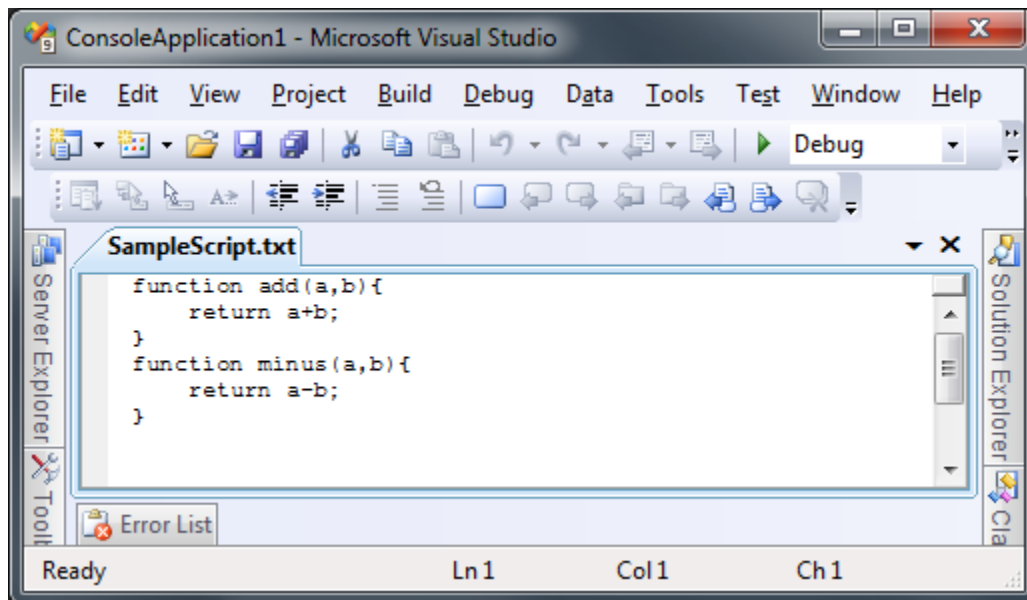 ConsoleApplication1 - Microsoft Visual Studio
File Edit View Project Build Debug Data Tools Test Window Help
Debug
SampleScript.txt
Server Explorer
Solution Explorer
function add(a,b){
return a+b;
}
function minus(a,b){
return a-b;
}
Error List
Ready Ln 1 Col 1 Ch 1